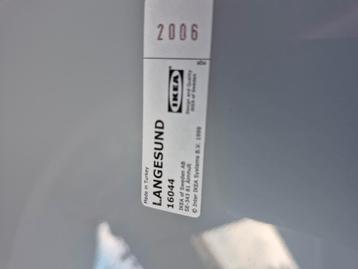 2006
IKEA
Design and Quality
IKEA of Sweden
Made in Turkey
LANGESUND
16044
IKEA of Sweden AB
SE-343 81 Älmhult
© Inter IKEA Systems B.V. 1999